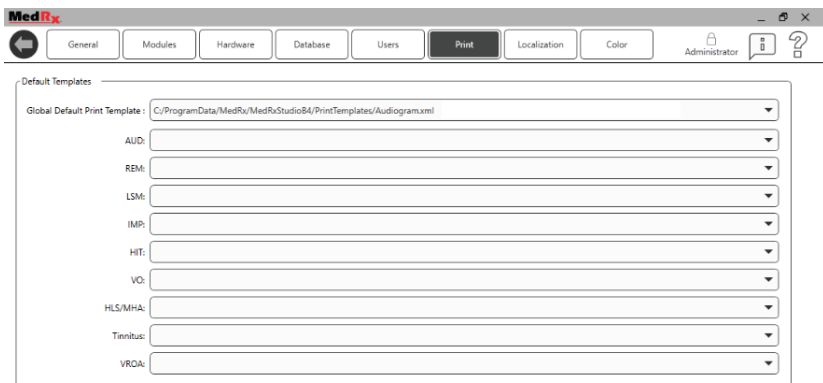 MedRx
General Modules Hardware Database Users Print Localization Color Administrator
Default Templates
Global Default Print Template : C:/ProgramData/MedRx/MedRxStudio84/PrintTemplates/Audiogram.xml
AUD:
REM:
LSM:
IMP:
HIT:
VO:
HLS/MHA:
Tinnitus:
VROA: